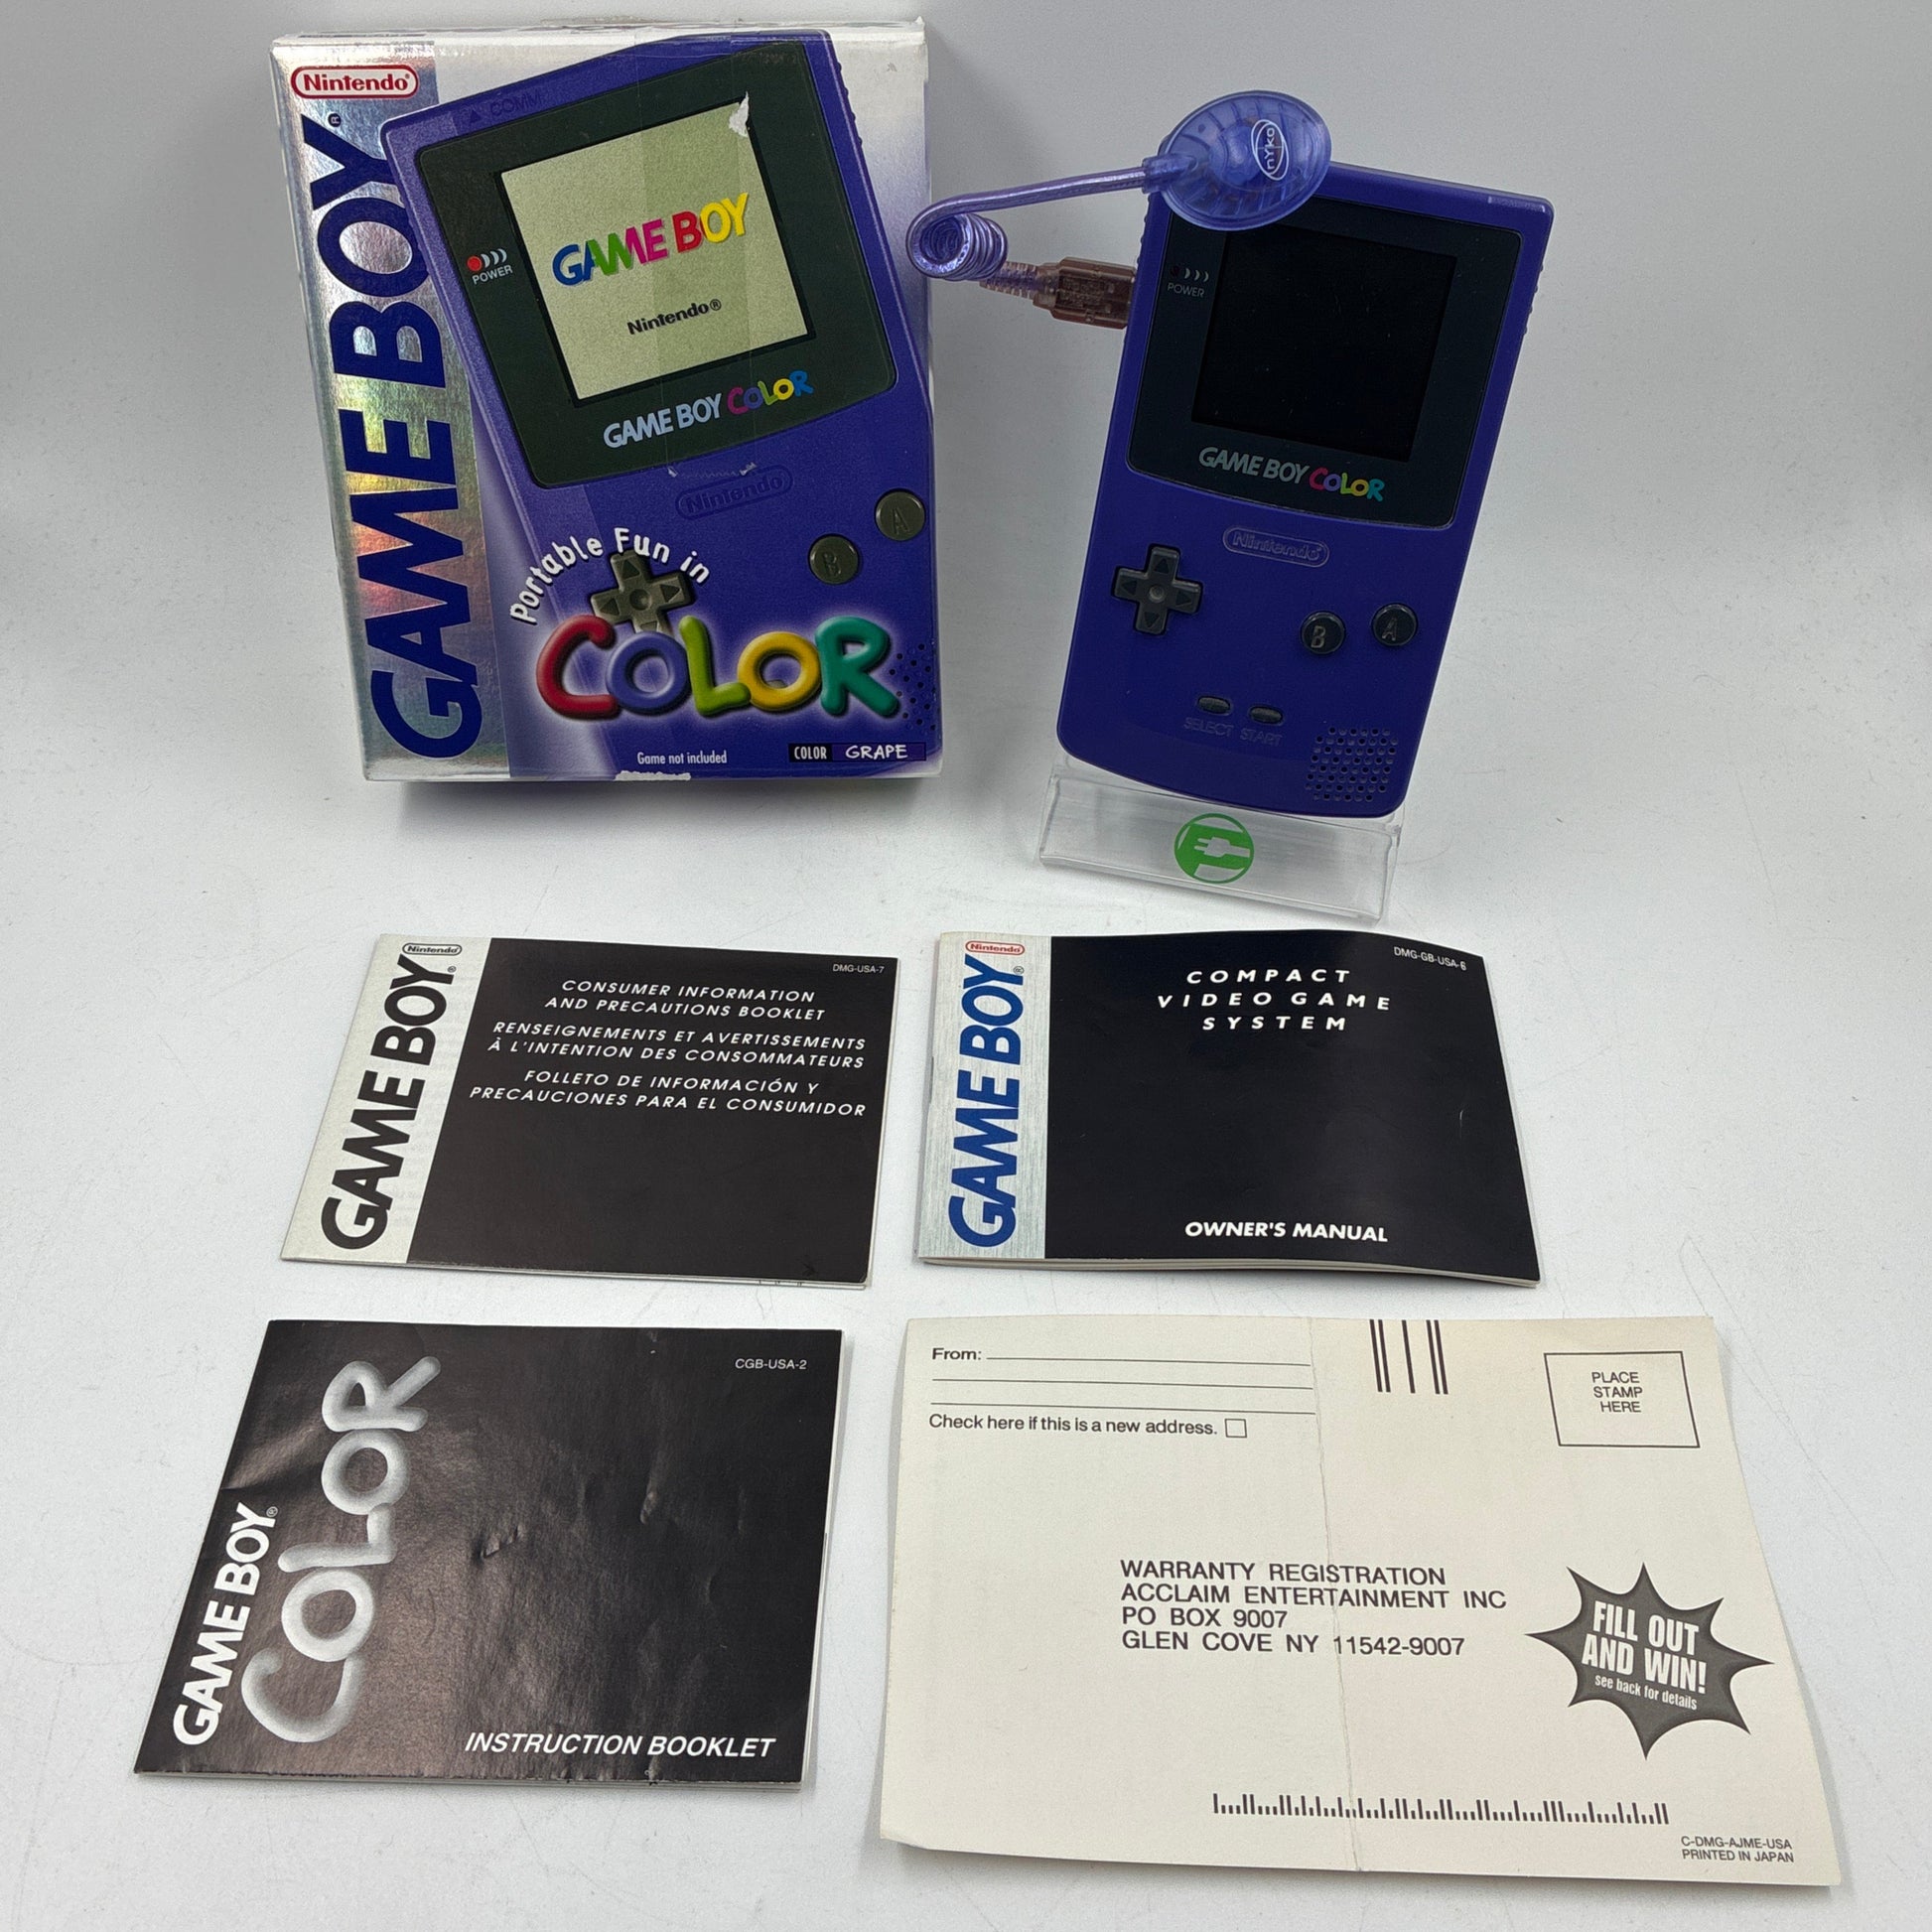 Nintendo®
GAME BOY®
COMM.
POWER
GAME BOY
Nintendo®
GAME BOY COLOR
Nintendo
A
B
Portable Fun in
COLOR
Game not included
COLOR GRAPE
nyko
POWER
GAME BOY COLOR
Nintendo
B
A
SELECT START
Nintendo
GAME BOY®
DMG-USA-7
CONSUMER INFORMATION
AND PRECAUTIONS BOOKLET
RENSEIGNEMENTS ET AVERTISSEMENTS
À L'INTENTION DES CONSOMMATEURS
FOLLETO DE INFORMACIÓN Y
PRECAUCIONES PARA EL CONSUMIDOR
Nintendo
GAME BOY®
DMG-GB-USA-6
COMPACT
VIDEO GAME
SYSTEM
OWNER'S MANUAL
GAME BOY®
COLOR
CGB-USA-2
INSTRUCTION BOOKLET
From:
Check here if this is a new address.
PLACE
STAMP
HERE
WARRANTY REGISTRATION
ACCLAIM ENTERTAINMENT INC
PO BOX 9007
GLEN COVE NY 11542-9007
FILL OUT
AND WIN!
see back for details
C-DMG-AJME-USA
PRINTED IN JAPAN